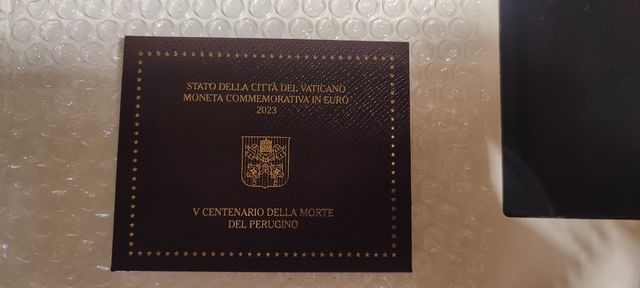 STATO DELLA CITTÀ DEL VATICANO
MONETA COMMEMORATIVA IN EURO
2023
V CENTENARIO DELLA MORTE
DEL PERUGINO